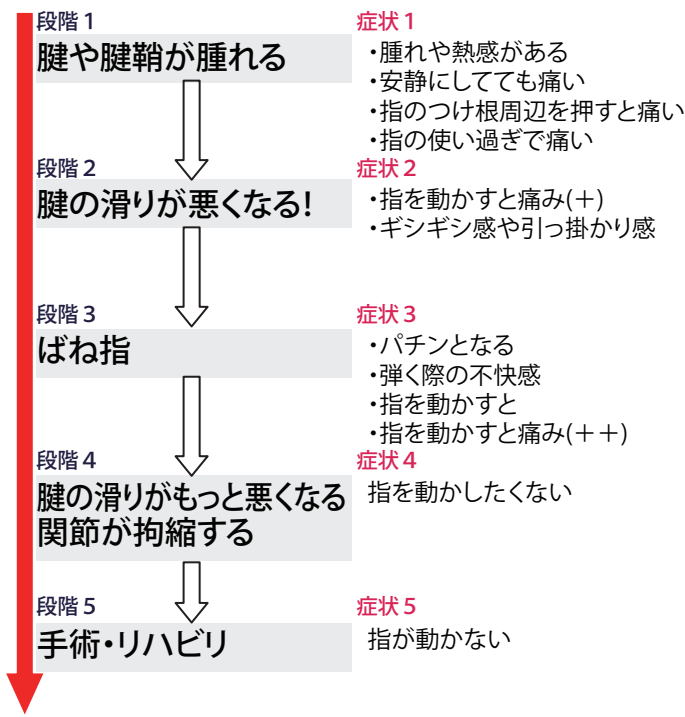 段階 1
腱や腱鞘が腫れる
症状 1
・腫れや熱感がある
・安静にしてても痛い
・指のつけ根周辺を押すと痛い
・指の使い過ぎで痛い
段階 2
腱の滑りが悪くなる!
症状 2
・指を動かすと痛み(+)
・ギシギシ感や引っ掛かり感
段階 3
ばね指
症状 3
・パチンとなる
・弾く際の不快感
・指を動かすと
・指を動かすと痛み(++)
段階 4
腱の滑りがもっと悪くなる
関節が拘縮する
症状 4
指を動かしたくない
段階 5
手術・リハビリ
症状 5
指が動かない